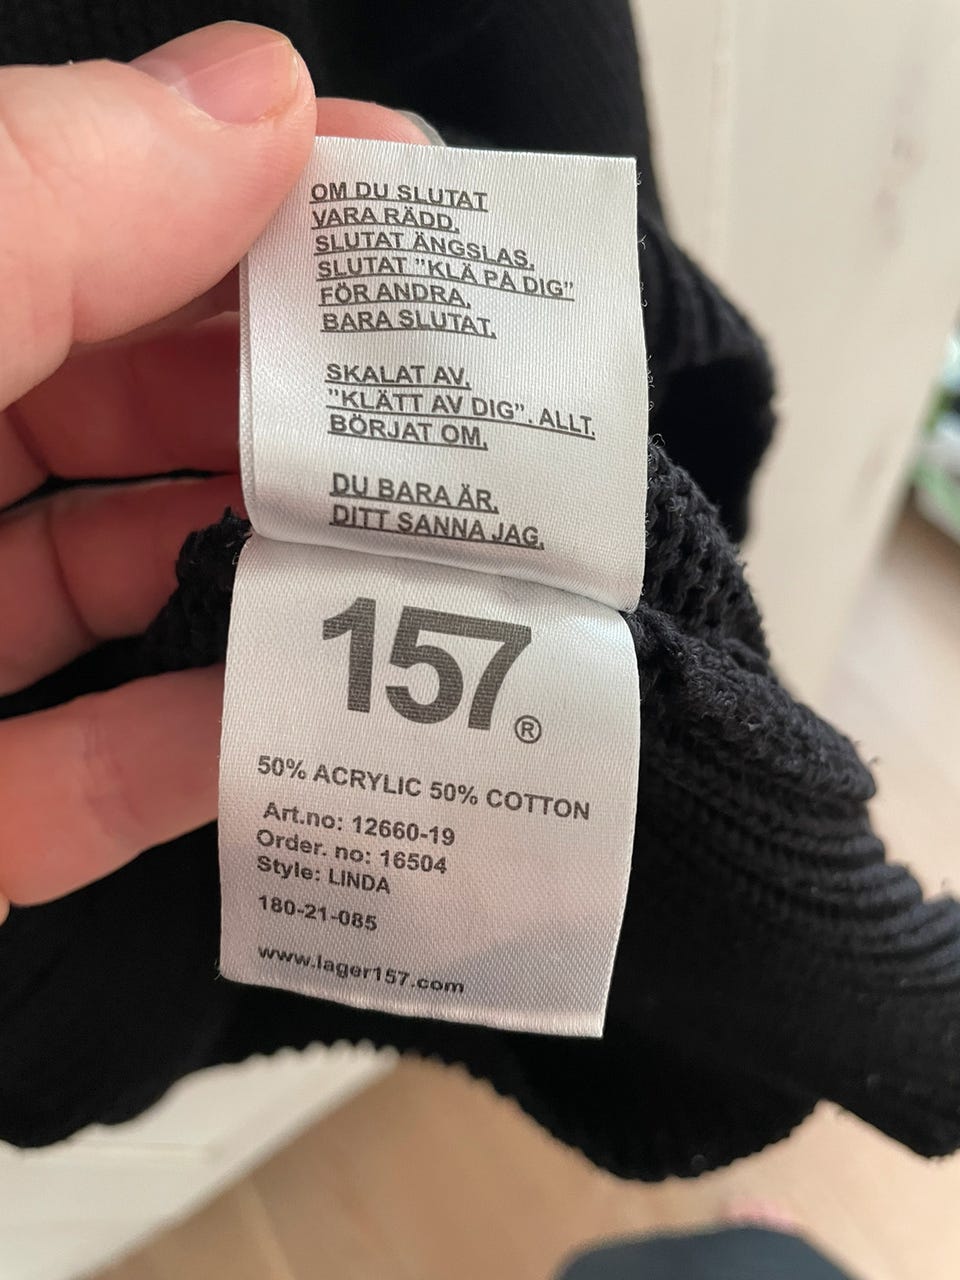 OM DU SLUTAT
VARA RÄDD.
SLUTAT ÄNGSLAS.
SLUTAT "KLÄ PÅ DIG"
FÖR ANDRA.
BARA SLUTAT.
SKALAT AV.
"KLÄTT AV DIG". ALLT.
BÖRJAT OM.
DU BARA ÄR.
DITT SANNA JAG.
157®
50% ACRYLIC 50% COTTON
Art.no: 12660-19
Order. no: 16504
Style: LINDA
180-21-085
www.lager157.com